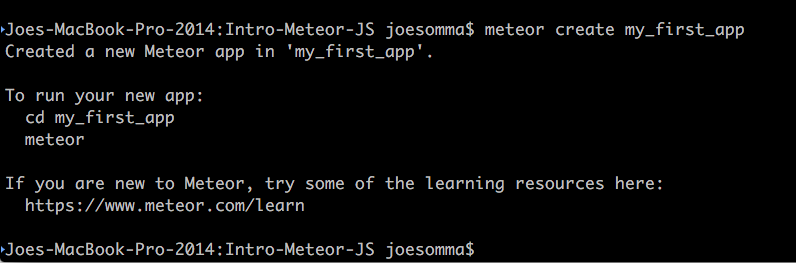 Joes-MacBook-Pro-2014:Intro-Meteor-JS joesomma$ meteor create my_first_app
Created a new Meteor app in 'my_first_app'.
To run your new app:
cd my_first_app
meteor
If you are new to Meteor, try some of the learning resources here:
https://www.meteor.com/learn
Joes-MacBook-Pro-2014:Intro-Meteor-JS joesomma$